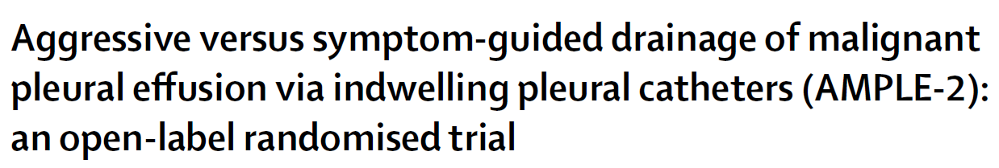 Aggressive versus symptom-guided drainage of malignant
pleural effusion via indwelling pleural catheters (AMPLE-2):
an open-label randomised trial